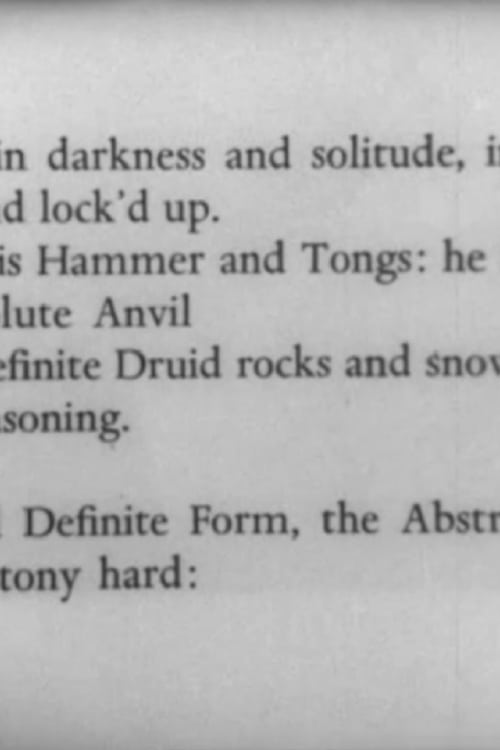 in darkness and solitude, i
d lock'd up.
is Hammer and Tongs: he
lute Anvil
efinite Druid rocks and snow
soning.
Definite Form, the Abstr
tony hard: